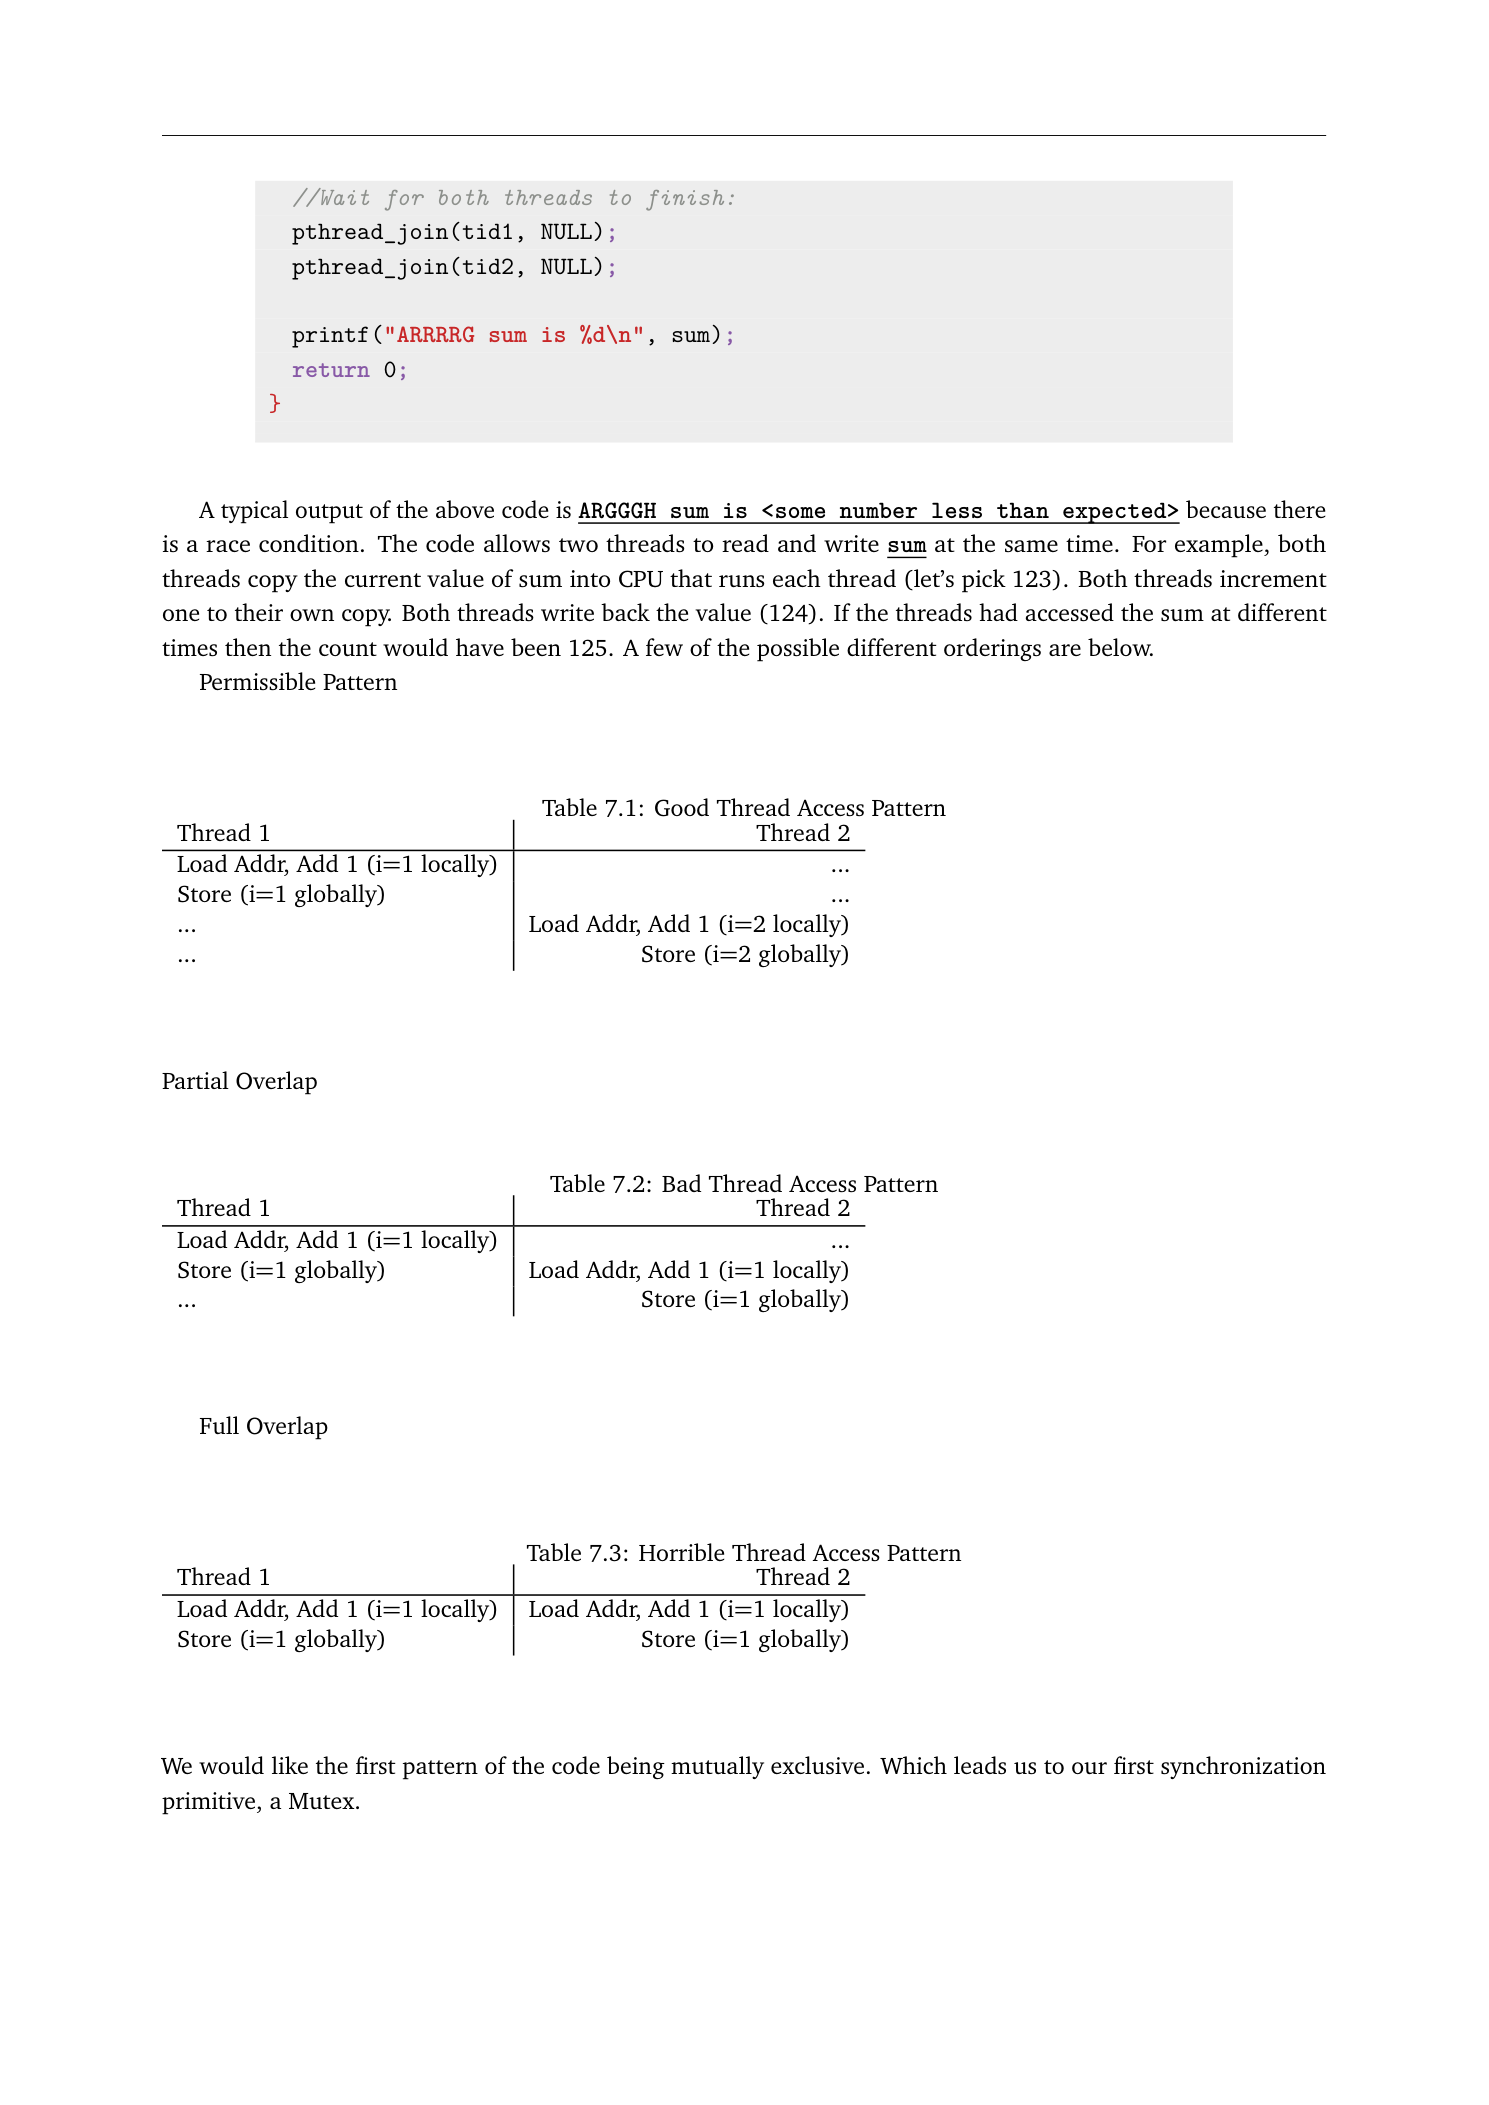 //Wait for both threads to finish:
pthread_join(tid1, NULL);
pthread_join(tid2, NULL);
printf("ARRRRG sum is %d\n", sum);
return 0;
}
A typical output of the above code is ARGGGH sum is <some number less than expected> because there
is a race condition. The code allows two threads to read and write sum at the same time. For example, both
threads copy the current value of sum into CPU that runs each thread (let's pick 123). Both threads increment
one to their own copy. Both threads write back the value (124). If the threads had accessed the sum at different
times then the count would have been 125. A few of the possible different orderings are below.
Permissible Pattern
Table 7.1: Good Thread Access Pattern
Thread 1 Thread 2
Load Addr, Add 1 (i=1 locally) ...
Store (i=1 globally) ...
... Load Addr, Add 1 (i=2 locally)
... Store (i=2 globally)
Partial Overlap
Table 7.2: Bad Thread Access Pattern
Thread 1 Thread 2
Load Addr, Add 1 (i=1 locally) ...
Store (i=1 globally) Load Addr, Add 1 (i=1 locally)
... Store (i=1 globally)
Full Overlap
Table 7.3: Horrible Thread Access Pattern
Thread 1 Thread 2
Load Addr, Add 1 (i=1 locally) Load Addr, Add 1 (i=1 locally)
Store (i=1 globally) Store (i=1 globally)
We would like the first pattern of the code being mutually exclusive. Which leads us to our first synchronization
primitive, a Mutex.